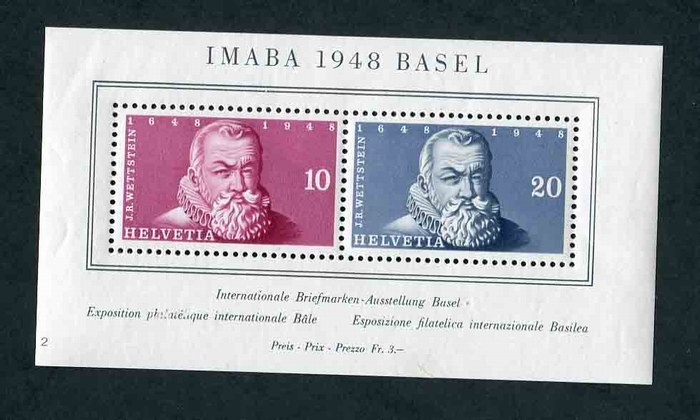 IMABA 1948 BASEL
1648 1948
J.R. WETTSTEIN
10
HELVETIA
1648 1948
J.R. WETTSTEIN
20
HELVETIA
Internationale Briefmarken-Ausstellung Basel
Exposition philatélique internationale Bâle Esposizione filatelica internazionale Basilea
Preis - Prix - Prezzo Fr. 3.–
2